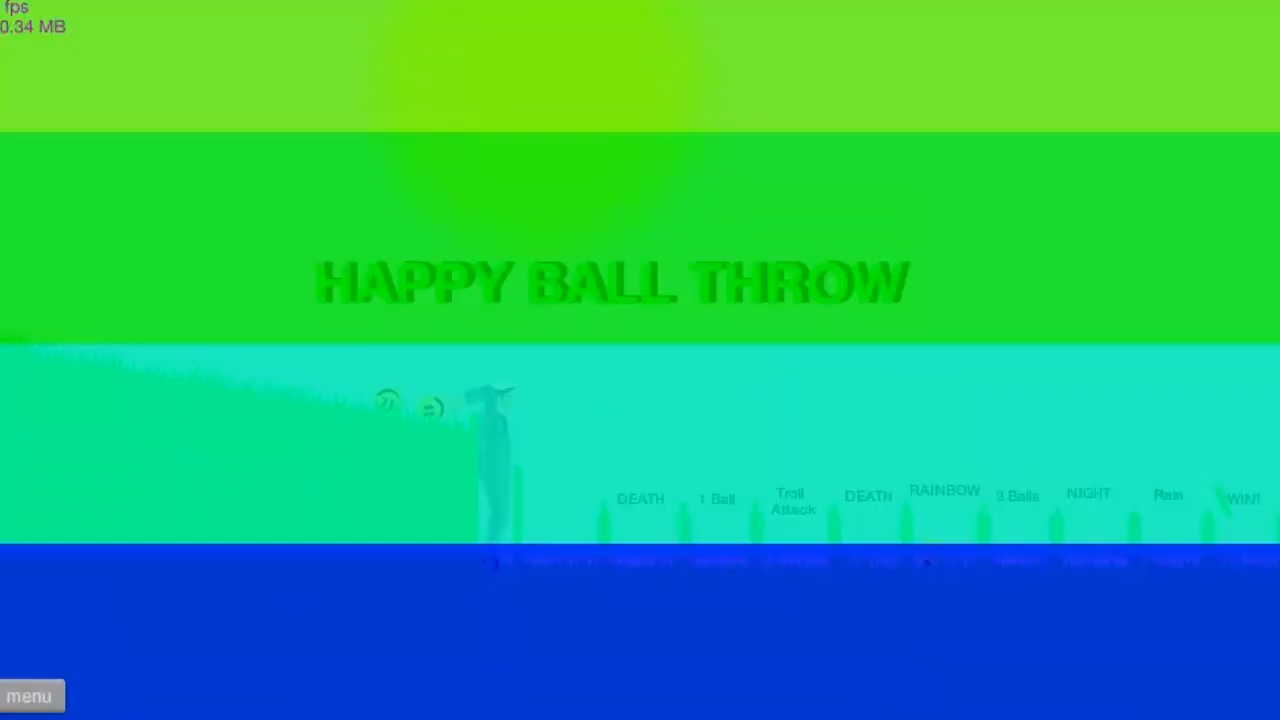 fps
0.34 MB
HAPPY BALL THROW
DEATH
1 Ball
Troll
Attack
DEATH
RAINBOW
3 Balls
NIGHT
Rain
WIN!
menu